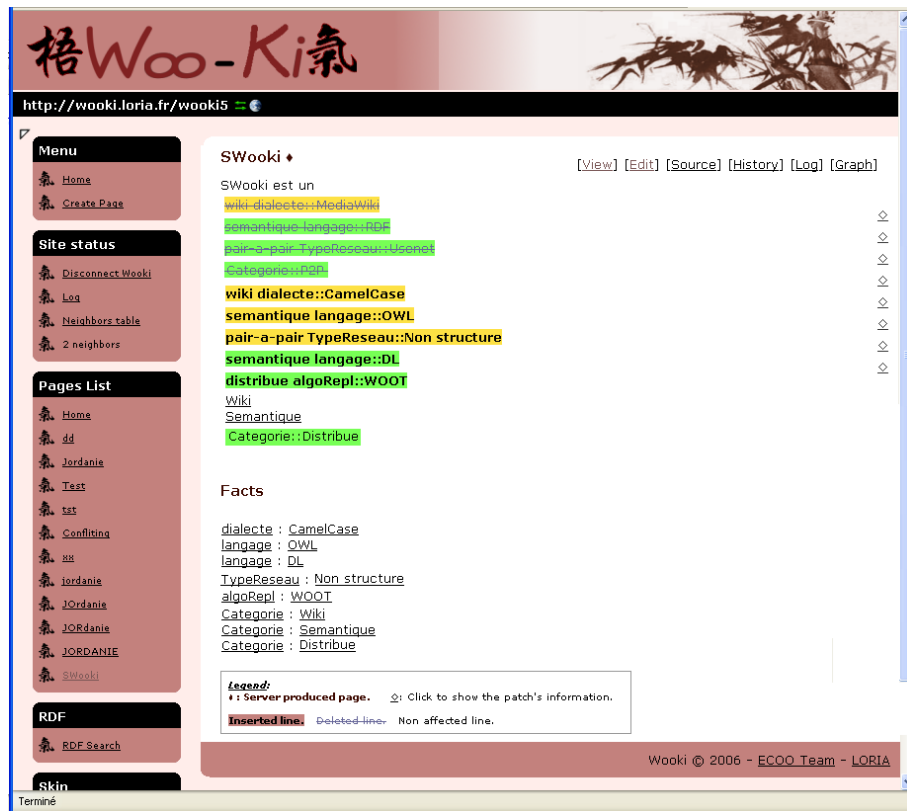 梧Woo-Ki氣
http://wooki.loria.fr/wooki5
Menu
Home
Create Page
Site status
Disconnect Wooki
Log
Neighbors table
2 neighbors
Pages List
Home
dd
Jordanie
Test
tst
Confliting
xx
jordanie
JOrdanie
JORdanie
JORDANIE
SWooki
RDF
RDF Search
Skin
SWooki ♦
[View] [Edit] [Source] [History] [Log] [Graph]
SWooki est un
wiki dialecte::MediaWiki
semantique langage::RDF
pair-a-pair TypeReseau::Usenet
Categorie::P2P
wiki dialecte::CamelCase
semantique langage::OWL
pair-a-pair TypeReseau::Non structure
semantique langage::DL
distribue algoRepl::WOOT
Wiki
Semantique
Categorie::Distribue
Facts
dialecte : CamelCase
langage : OWL
langage : DL
TypeReseau : Non structure
algoRepl : WOOT
Categorie : Wiki
Categorie : Semantique
Categorie : Distribue
Legend:
♦ : Server produced page. ◇: Click to show the patch's information.
Inserted line. Deleted line. Non affected line.
Wooki © 2006 - ECOO Team - LORIA
Terminé